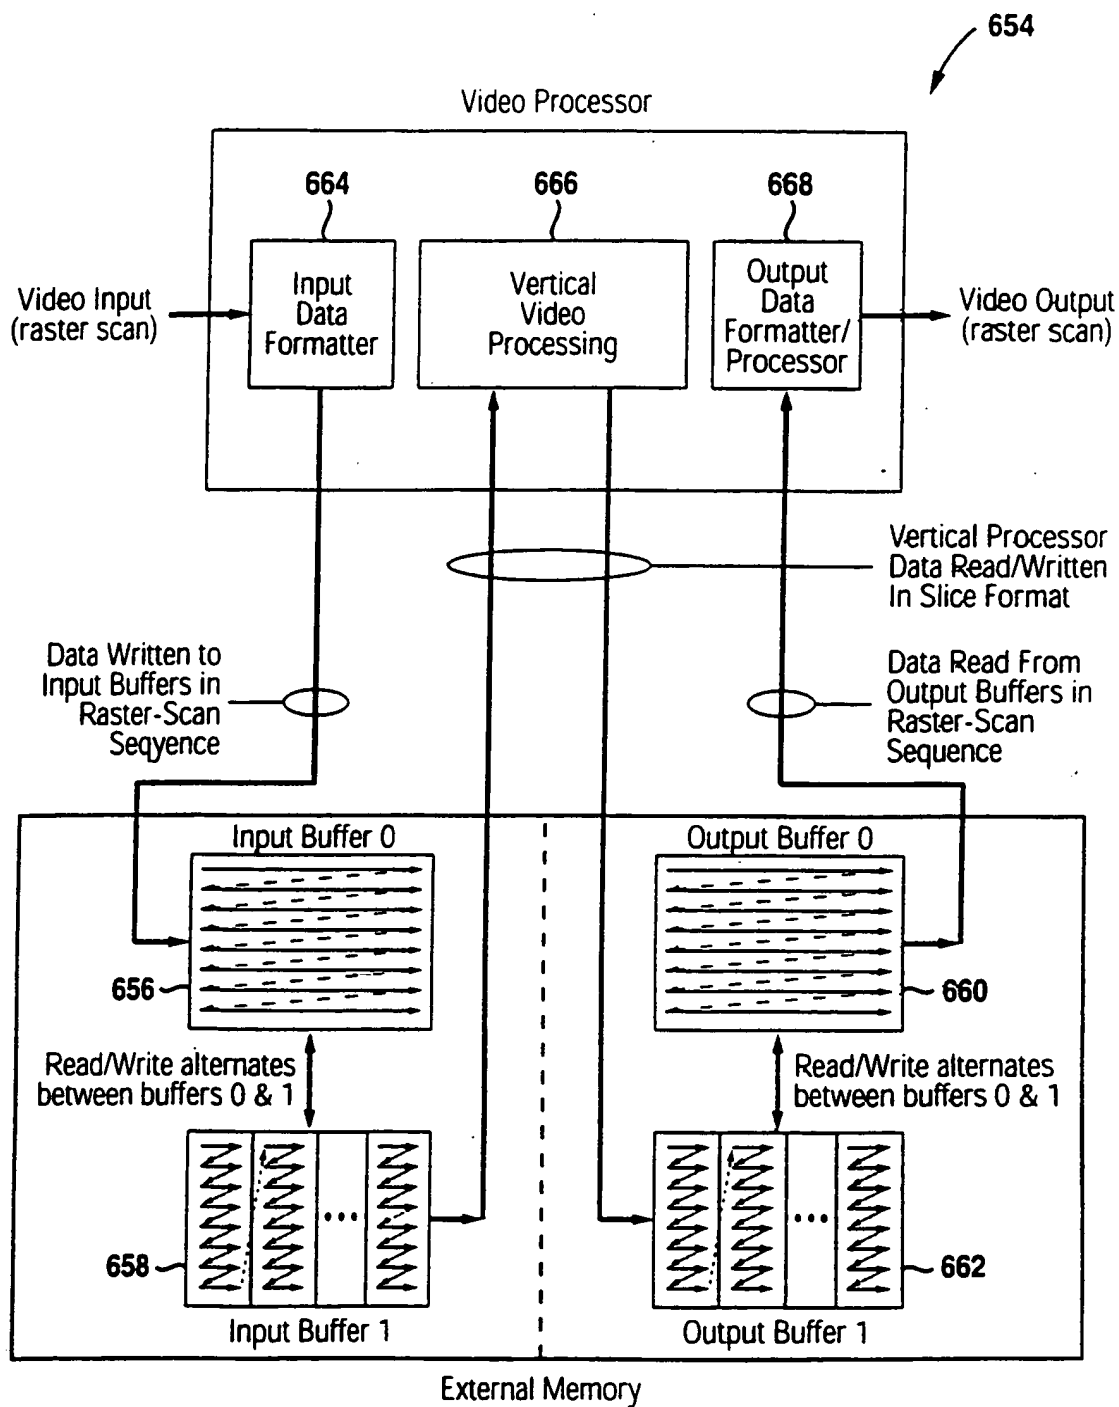 654
Video Processor
664
666
668
Input
Data
Formatter
Vertical
Video
Processing
Output
Data
Formatter/
Processor
Video Input
(raster scan)
Video Output
(raster scan)
Vertical Processor
Data Read/Written
In Slice Format
Data Written to
Input Buffers in
Raster-Scan
Seqyence
Data Read From
Output Buffers in
Raster-Scan
Sequence
Input Buffer 0
Output Buffer 0
656
660
Read/Write alternates
between buffers 0 & 1
Read/Write alternates
between buffers 0 & 1
658
662
Input Buffer 1
Output Buffer 1
External Memory